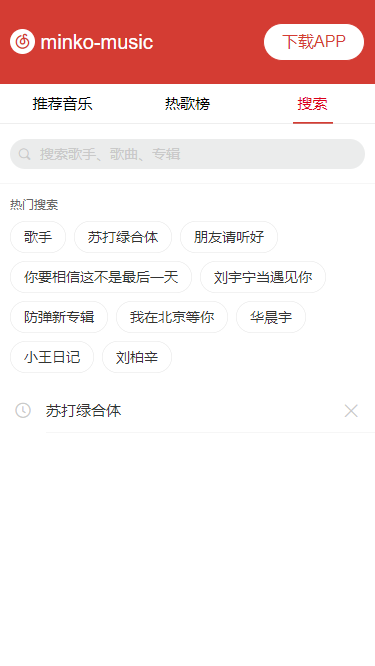 minko-music 下载APP
推荐音乐 热歌榜 搜索
搜索歌手、歌曲、专辑
热门搜索
歌手 苏打绿合体 朋友请听好
你要相信这不是最后一天 刘宇宁当遇见你
防弹新专辑 我在北京等你 华晨宇
小王日记 刘柏辛
苏打绿合体